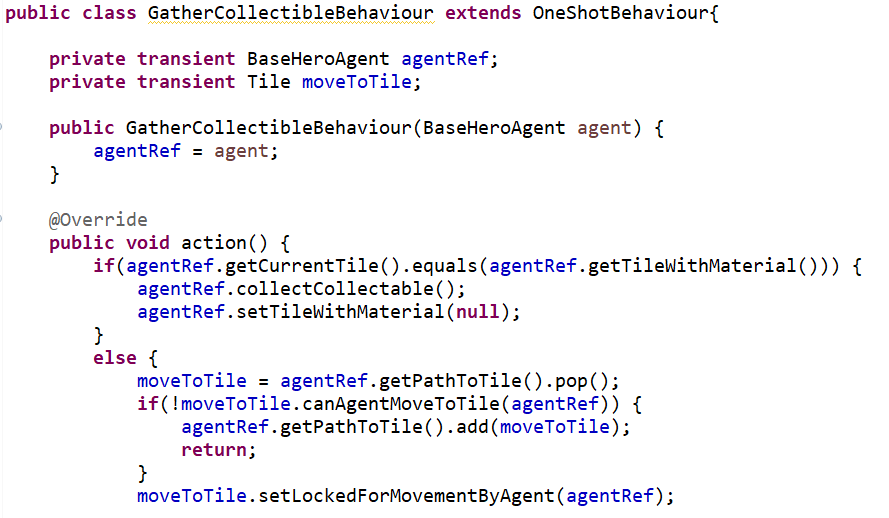 public class GatherCollectibleBehaviour extends OneShotBehaviour{
private transient BaseHeroAgent agentRef;
private transient Tile moveToTile;
public GatherCollectibleBehaviour(BaseHeroAgent agent) {
agentRef = agent;
}
@Override
public void action() {
if(agentRef.getCurrentTile().equals(agentRef.getTileWithMaterial())) {
agentRef.collectCollectable();
agentRef.setTileWithMaterial(null);
}
else {
moveToTile = agentRef.getPathToTile().pop();
if(!moveToTile.canAgentMoveToTile(agentRef)) {
agentRef.getPathToTile().add(moveToTile);
return;
}
moveToTile.setLockedForMovementByAgent(agentRef);